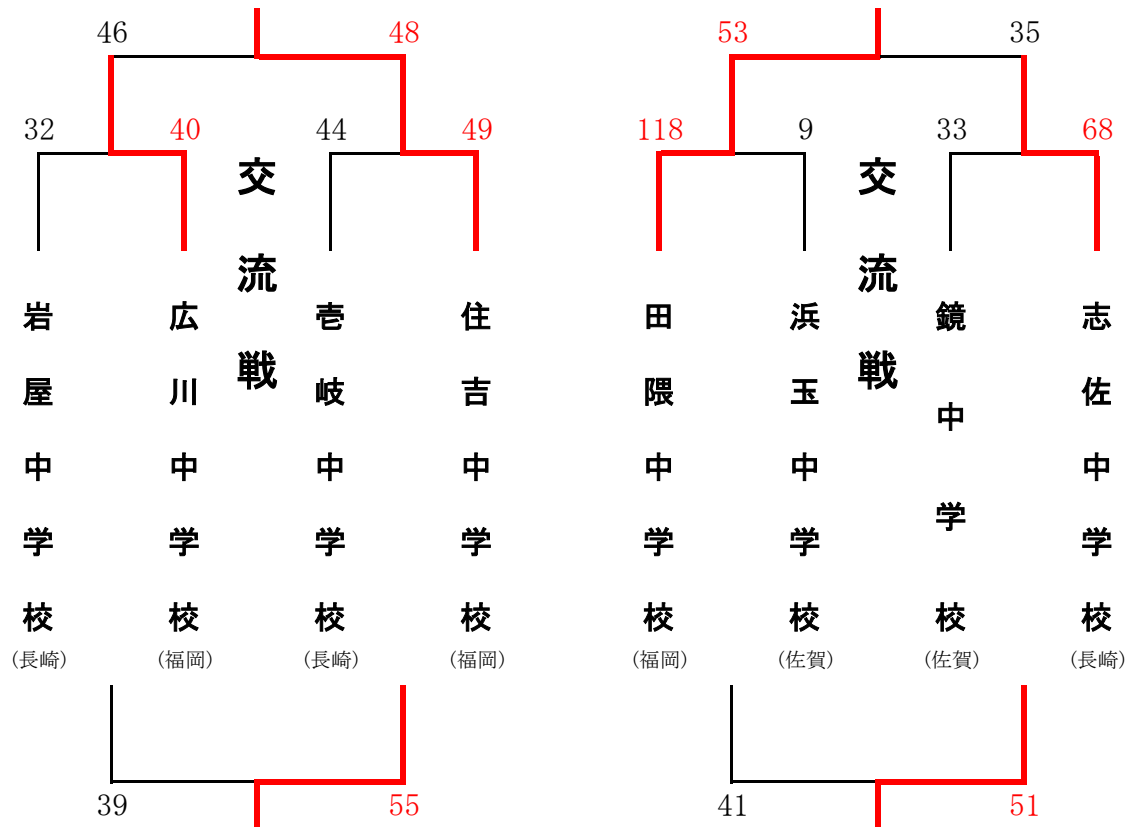 46 48 53 35
32 40 44 49 118 9 33 68
交流戦
交流戦
岩屋中学校
広川中学校
壱岐中学校
住吉中学校
田隈中学校
浜玉中学校
鏡中学校
志佐中学校
(長崎) (福岡) (長崎) (福岡) (福岡) (佐賀) (佐賀) (長崎)
39 55 41 51